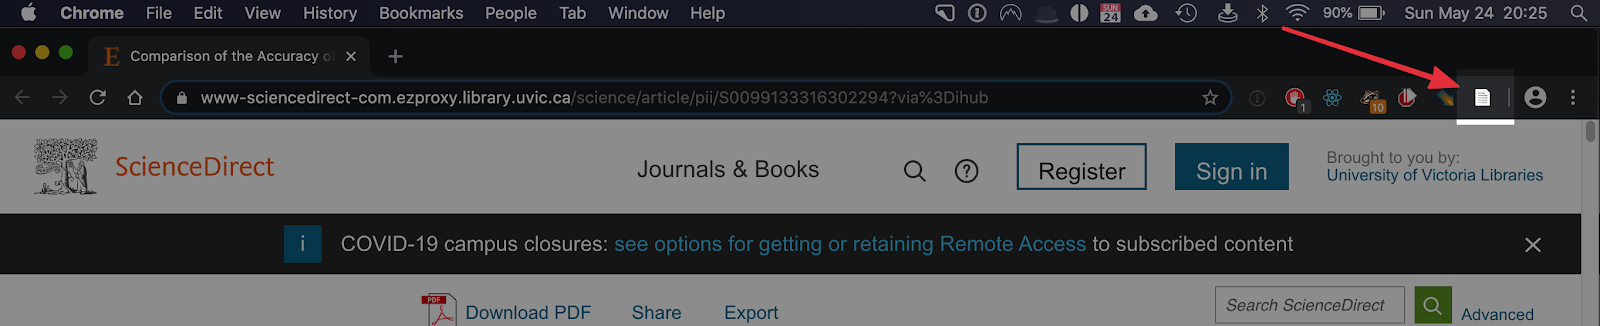 Chrome File Edit View History Bookmarks People Tab Window Help SUN 24 90% Sun May 24 20:25
Comparison of the Accuracy of
www-sciencedirect-com.ezproxy.library.uvic.ca/science/article/pii/S0099133316302294?via%3Dihub 1 10
ScienceDirect Journals & Books Register Sign in Brought to you by:
University of Victoria Libraries
i COVID-19 campus closures: see options for getting or retaining Remote Access to subscribed content
PDF Download PDF Share Export Search ScienceDirect Advanced